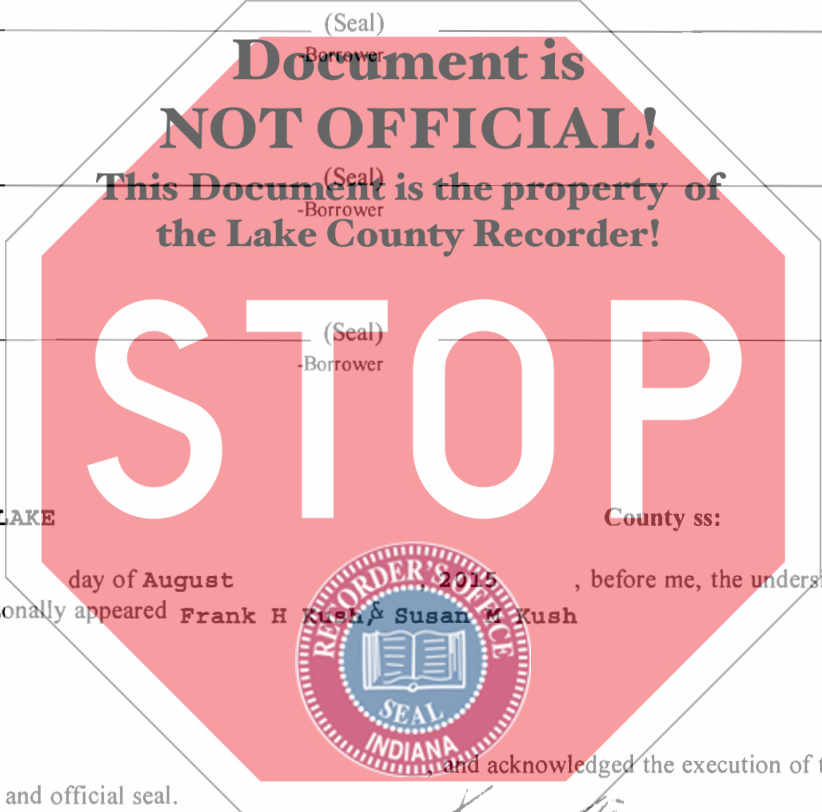 (Seal)
-Borrower
Document is
NOT OFFICIAL!
(Seal)
This Document is the property of
-Borrower
the Lake County Recorder!
(Seal)
-Borrower
STOP
LAKE County ss:
day of August , 2015 , before me, the undersi
onally appeared Frank H Kush & Susan M Kush
RECORDER'S OFFICE
SEAL
INDIANA
, and acknowledged the execution of t
and official seal.